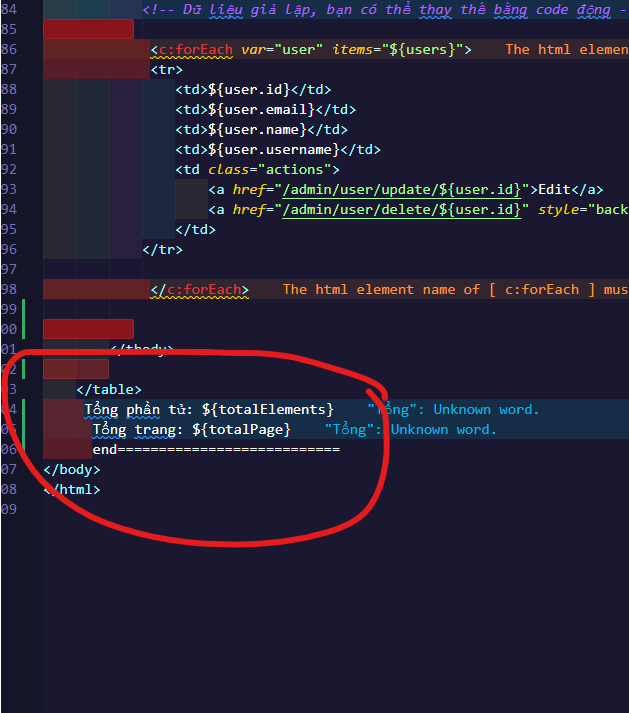 84 <!-- Dữ liệu giả lập, bạn có thể thay thế bằng code động -
85
86 <c:forEach var="user" items="${users}"> The html elemen
87 <tr>
88 <td>${user.id}</td>
89 <td>${user.email}</td>
90 <td>${user.name}</td>
91 <td>${user.username}</td>
92 <td class="actions">
93 <a href="/admin/user/update/${user.id}">Edit</a>
94 <a href="/admin/user/delete/${user.id}" style="back
95 </td>
96 </tr>
97
98 </c:forEach> The html element name of [ c:forEach ] mus
99
00
01 </tbody>
02
03 </table>
04 Tổng phần tử: ${totalElements} "Tổng": Unknown word.
05 Tổng trang: ${totalPage} "Tổng": Unknown word.
06 end===========================
07 </body>
08 </html>
09